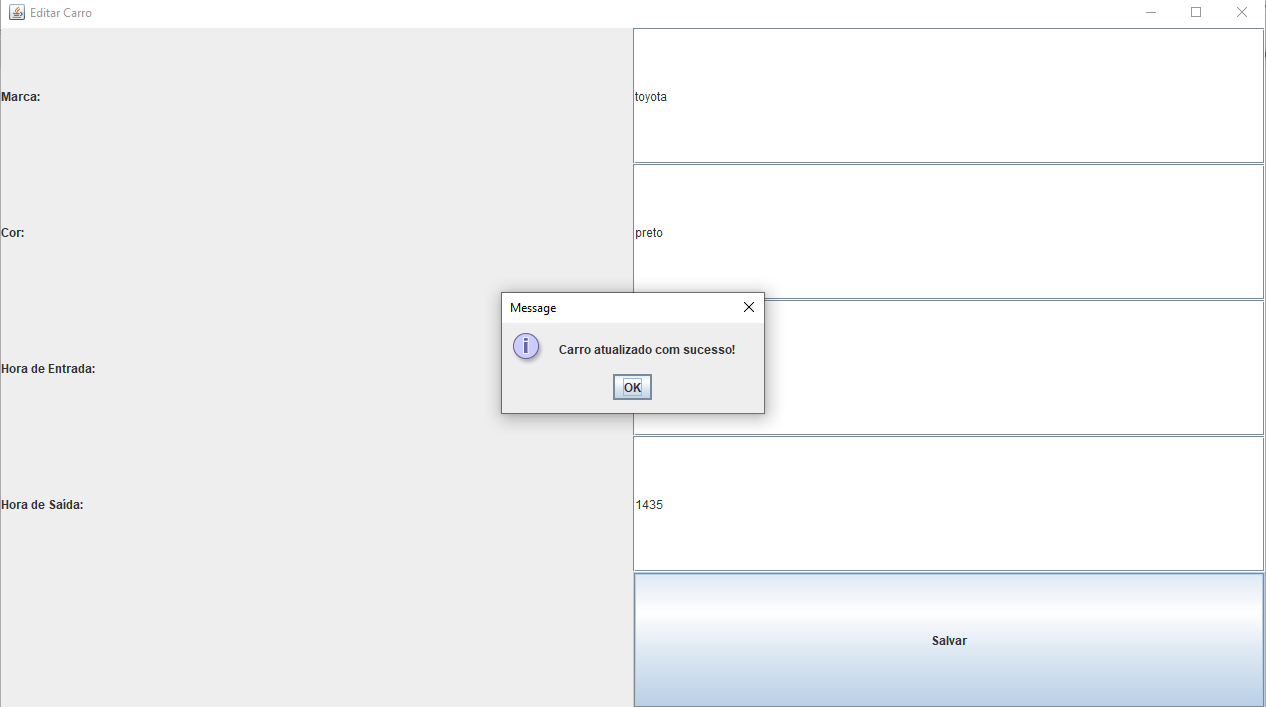 Editar Carro
Marca:
toyota
Cor:
preto
Message
Carro atualizado com sucesso!
OK
Hora de Entrada:
Hora de Saída:
1435
Salvar